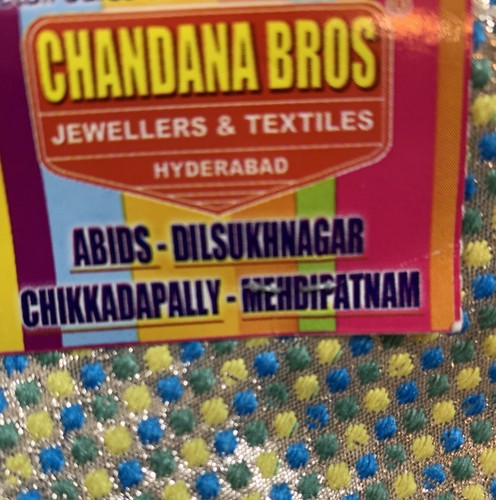 CHANDANA BROS
JEWELLERS & TEXTILES
HYDERABAD
ABIDS - DILSUKHNAGAR
CHIKKADAPALLY - MEHDIPATNAM